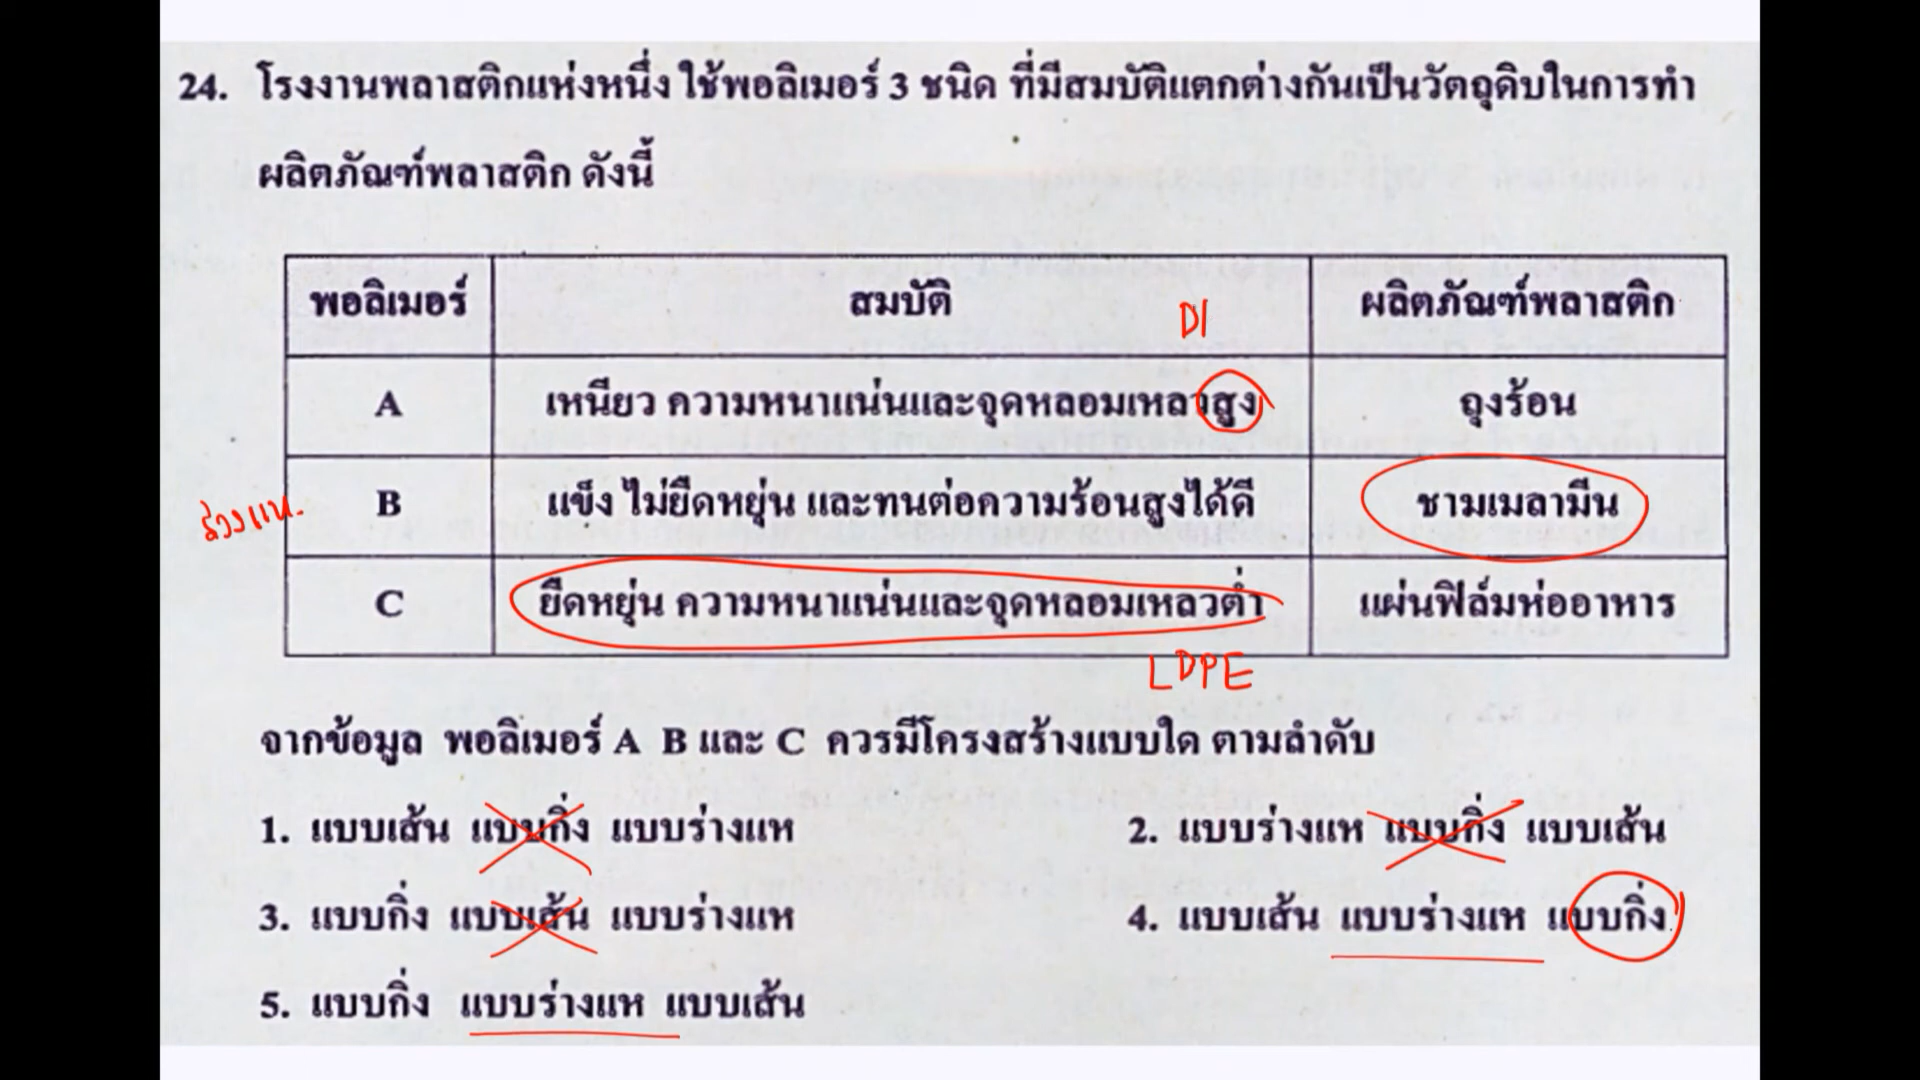 24. โรงงานพลาสติกแห่งหนึ่ง ใช้พอลิเมอร์ 3 ชนิด ที่มีสมบัติแตกต่างกันเป็นวัตถุดิบในการทำ
ผลิตภัณฑ์พลาสติก ดังนี้
พอลิเมอร์ สมบัติ ผลิตภัณฑ์พลาสติก
DI
A เหนียว ความหนาแน่นและจุดหลอมเหลวสูง ถุงร้อน
ร่างแห. B แข็ง ไม่ยืดหยุ่น และทนต่อความร้อนสูงได้ดี ชามเมลามีน
C ยืดหยุ่น ความหนาแน่นและจุดหลอมเหลวต่ำ แผ่นฟิล์มห่ออาหาร
LDPE
จากข้อมูล พอลิเมอร์ A B และ C ควรมีโครงสร้างแบบใด ตามลำดับ
1. แบบเส้น แบบกิ่ง แบบร่างแห 2. แบบร่างแห แบบกิ่ง แบบเส้น
3. แบบกิ่ง แบบเส้น แบบร่างแห 4. แบบเส้น แบบร่างแห แบบกิ่ง
5. แบบกิ่ง แบบร่างแห แบบเส้น